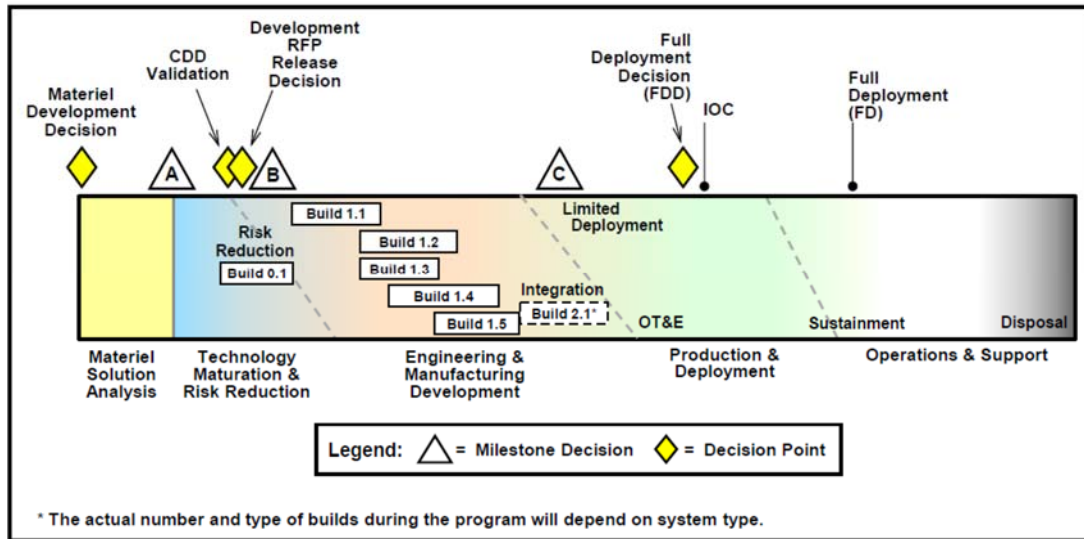 Materiel
Development
Decision
CDD
Validation
Development
RFP
Release
Decision
Full
Deployment
Decision
(FDD)
IOC
Full
Deployment
(FD)
A
B
C
Build 1.1
Limited
Deployment
Risk
Reduction
Build 1.2
Build 0.1
Build 1.3
Build 1.4
Integration
Build 2.1*
Build 1.5
OT&E
Sustainment
Disposal
Materiel
Solution
Analysis
Technology
Maturation &
Risk Reduction
Engineering &
Manufacturing
Development
Production &
Deployment
Operations & Support
Legend: = Milestone Decision = Decision Point
* The actual number and type of builds during the program will depend on system type.